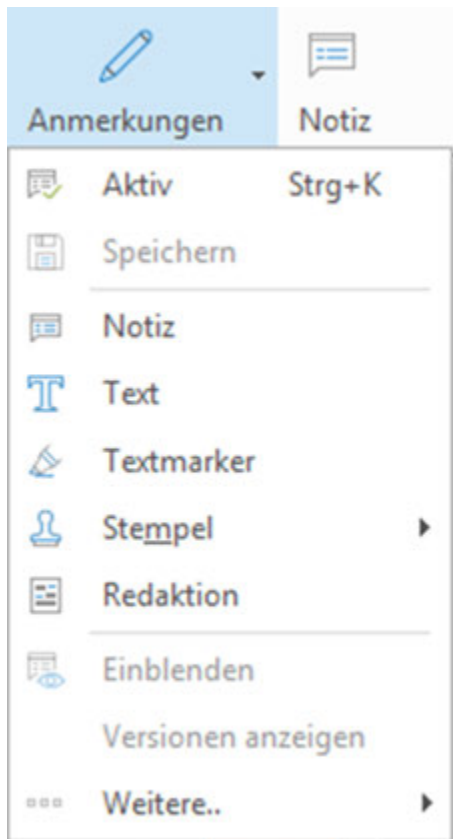 Anmerkungen Notiz
Aktiv Strg+K
Speichern
Notiz
Text
Textmarker
Stempel
Redaktion
Einblenden
Versionen anzeigen
Weitere..